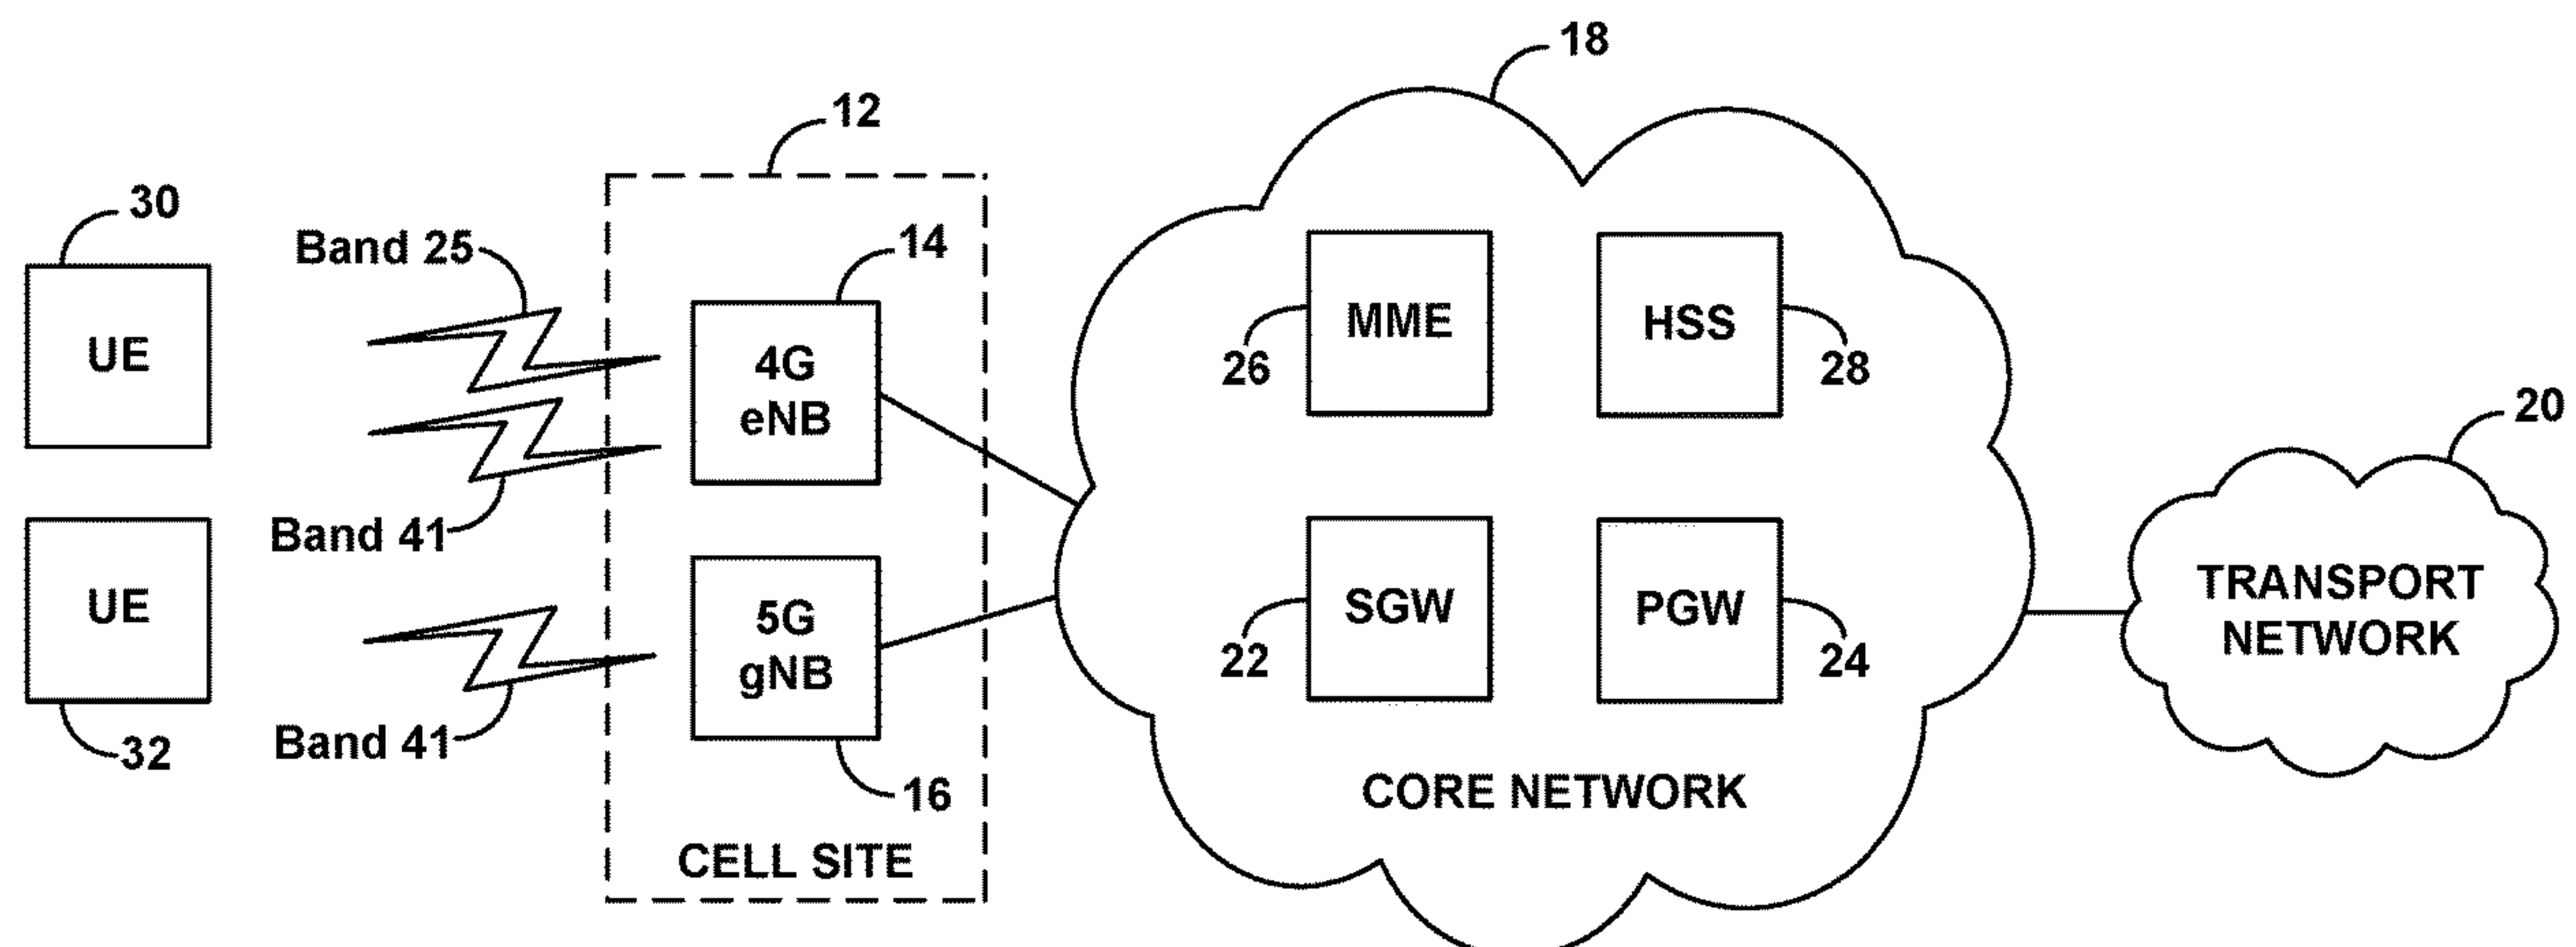 18
12
30
Band 25
14
UE
4G
eNB
MME
26
HSS
28
20
Band 41
UE
32
5G
gNB
Band 41
16
SGW
22
PGW
24
TRANSPORT
NETWORK
CORE NETWORK
CELL SITE